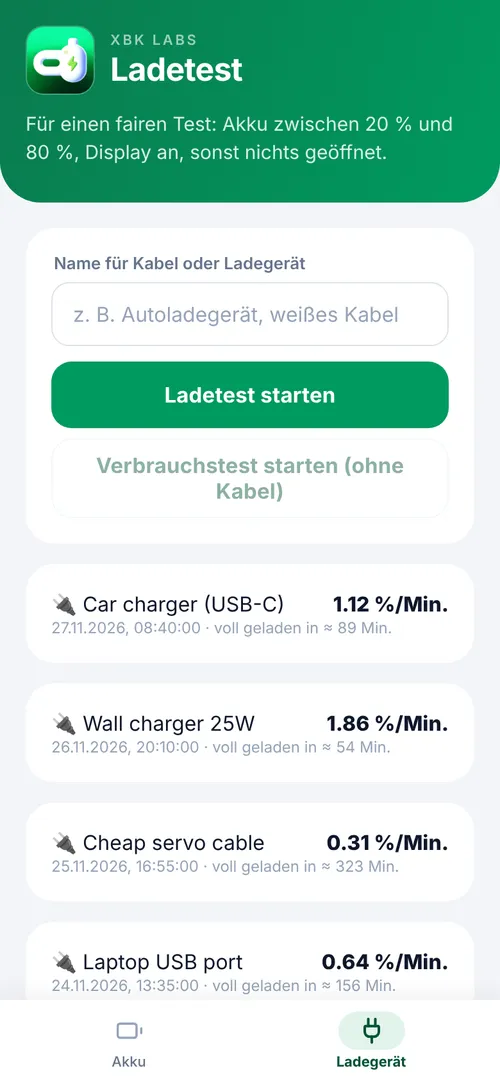 XBK LABS
Ladetest
Für einen fairen Test: Akku zwischen 20 % und
80 %, Display an, sonst nichts geöffnet.
Name für Kabel oder Ladegerät
z. B. Autoladegerät, weißes Kabel
Ladetest starten
Verbrauchstest starten (ohne
Kabel)
Car charger (USB-C) 1.12 %/Min.
27.11.2026, 08:40:00 · voll geladen in ≈ 89 Min.
Wall charger 25W 1.86 %/Min.
26.11.2026, 20:10:00 · voll geladen in ≈ 54 Min.
Cheap servo cable 0.31 %/Min.
25.11.2026, 16:55:00 · voll geladen in ≈ 323 Min.
Laptop USB port 0.64 %/Min.
24.11.2026, 13:35:00 · voll geladen in ≈ 156 Min.
Akku Ladegerät